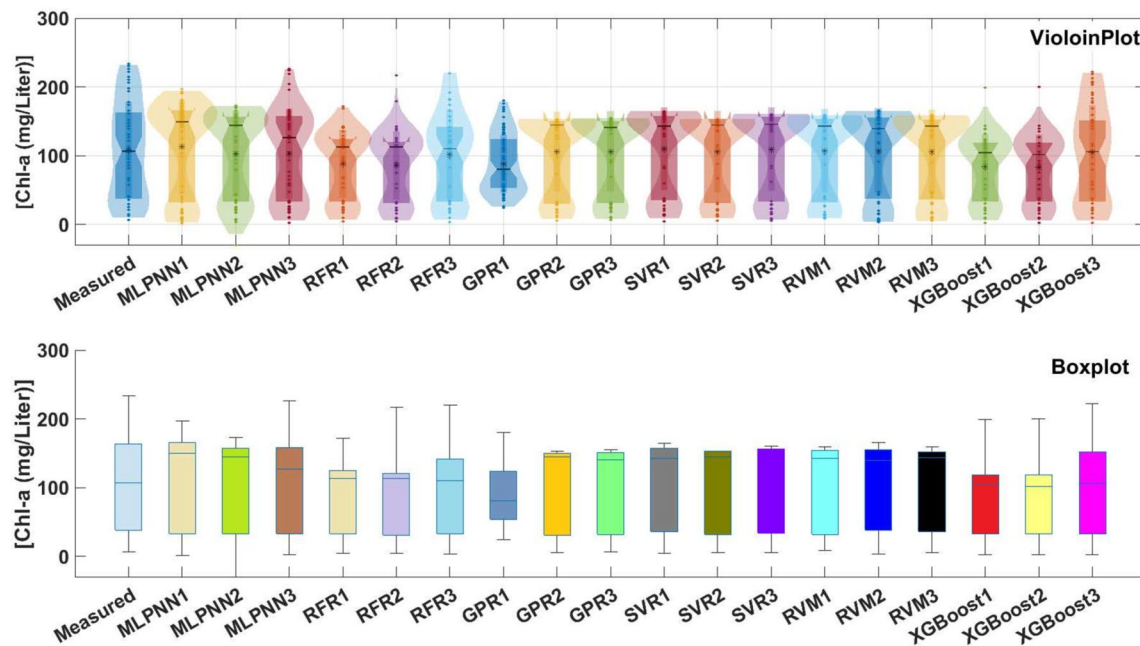 300
VioloinPlot
200
100
0
[Chl-a (mg/Liter)]
Measured
MLPNN1
MLPNN2
MLPNN3
RFR1
RFR2
RFR3
GPR1
GPR2
GPR3
SVR1
SVR2
SVR3
RVM1
RVM2
RVM3
XGBoost1
XGBoost2
XGBoost3
300
Boxplot
200
100
0
[Chl-a (mg/Liter)]
Measured
MLPNN1
MLPNN2
MLPNN3
RFR1
RFR2
RFR3
GPR1
GPR2
GPR3
SVR1
SVR2
SVR3
RVM1
RVM2
RVM3
XGBoost1
XGBoost2
XGBoost3